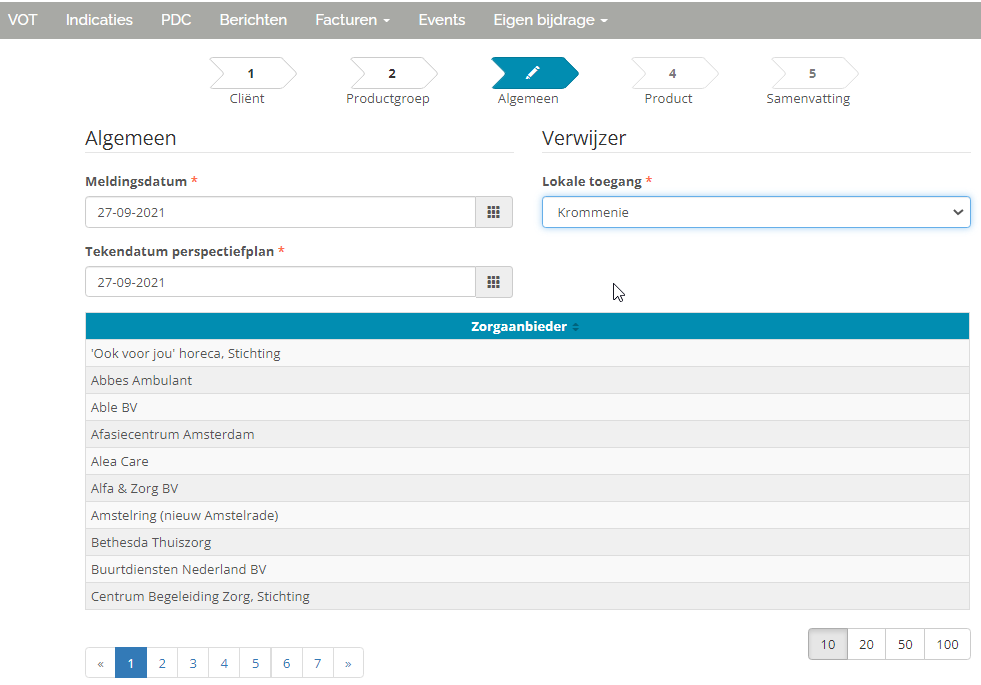 VOT Indicaties PDC Berichten Facturen Events Eigen bijdrage
1 2 4 5
Cliënt Productgroep Algemeen Product Samenvatting
Algemeen
Meldingsdatum *
27-09-2021
Tekendatum perspectiefplan *
27-09-2021
Verwijzer
Lokale toegang *
Krommenie
Zorgaanbieder
'Ook voor jou' horeca, Stichting
Abbes Ambulant
Able BV
Afasiecentrum Amsterdam
Alea Care
Alfa & Zorg BV
Amstelring (nieuw Amstelrade)
Bethesda Thuiszorg
Buurtdiensten Nederland BV
Centrum Begeleiding Zorg, Stichting
« 1 2 3 4 5 6 7 »
10 20 50 100